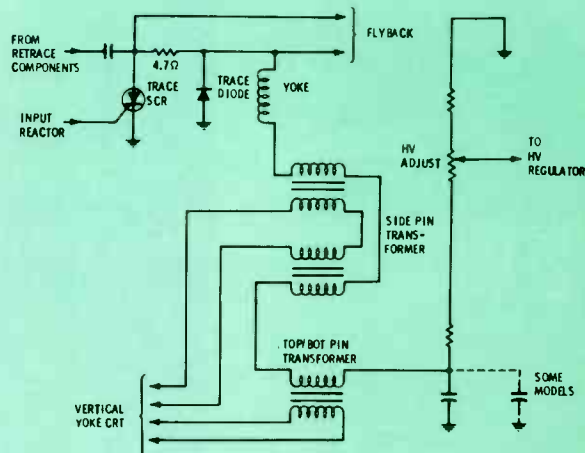 FLYBACK
FROM
RETRACE
COMPONENTS
4.7Ω
TRACE
SCR
TRACE
DIODE
YOKE
INPUT
REACTOR
HV
ADJUST
TO
HV
REGULATOR
SIDE PIN
TRANS-
FORMER
TOP/BOT PIN
TRANSFORMER
VERTICAL
YOKE CRT
SOME
MODELS